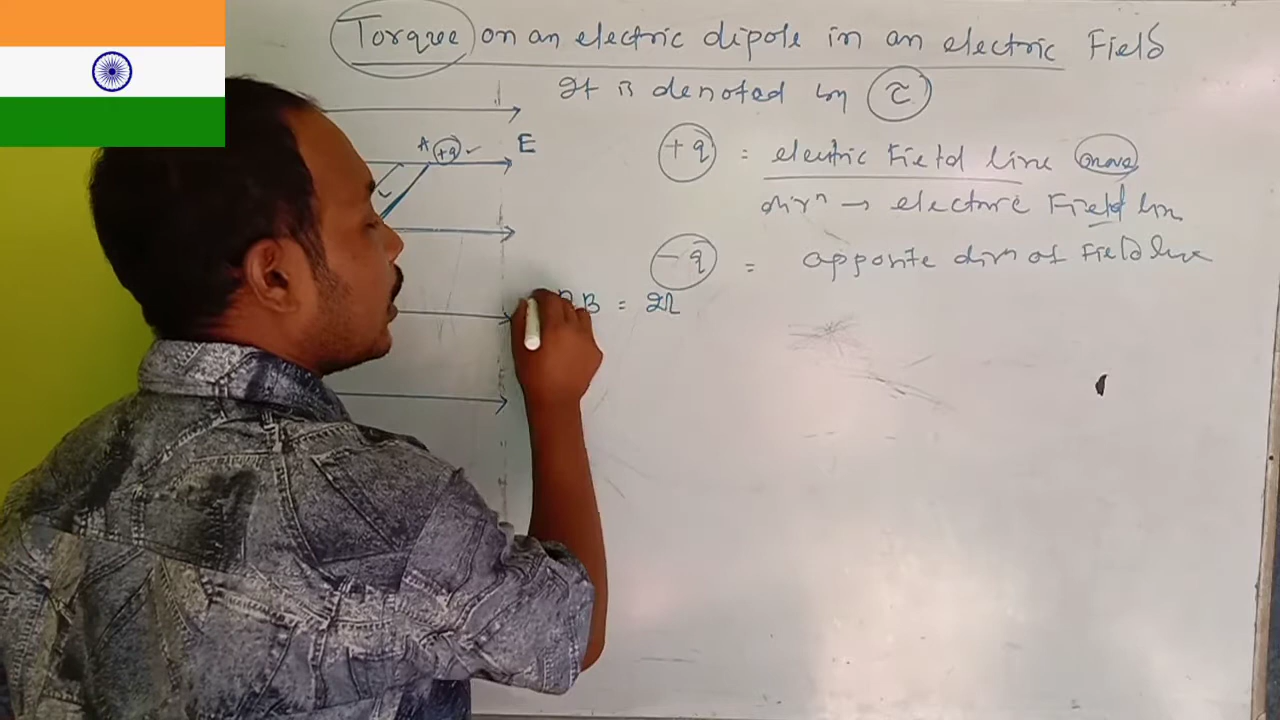 Torque on an electric dipole in an electric Field
It is denoted by τ
A +q E
+q = electric Field line move
dirⁿ → electric Field line
-q = opposite dirⁿ of Field line
B = 2l